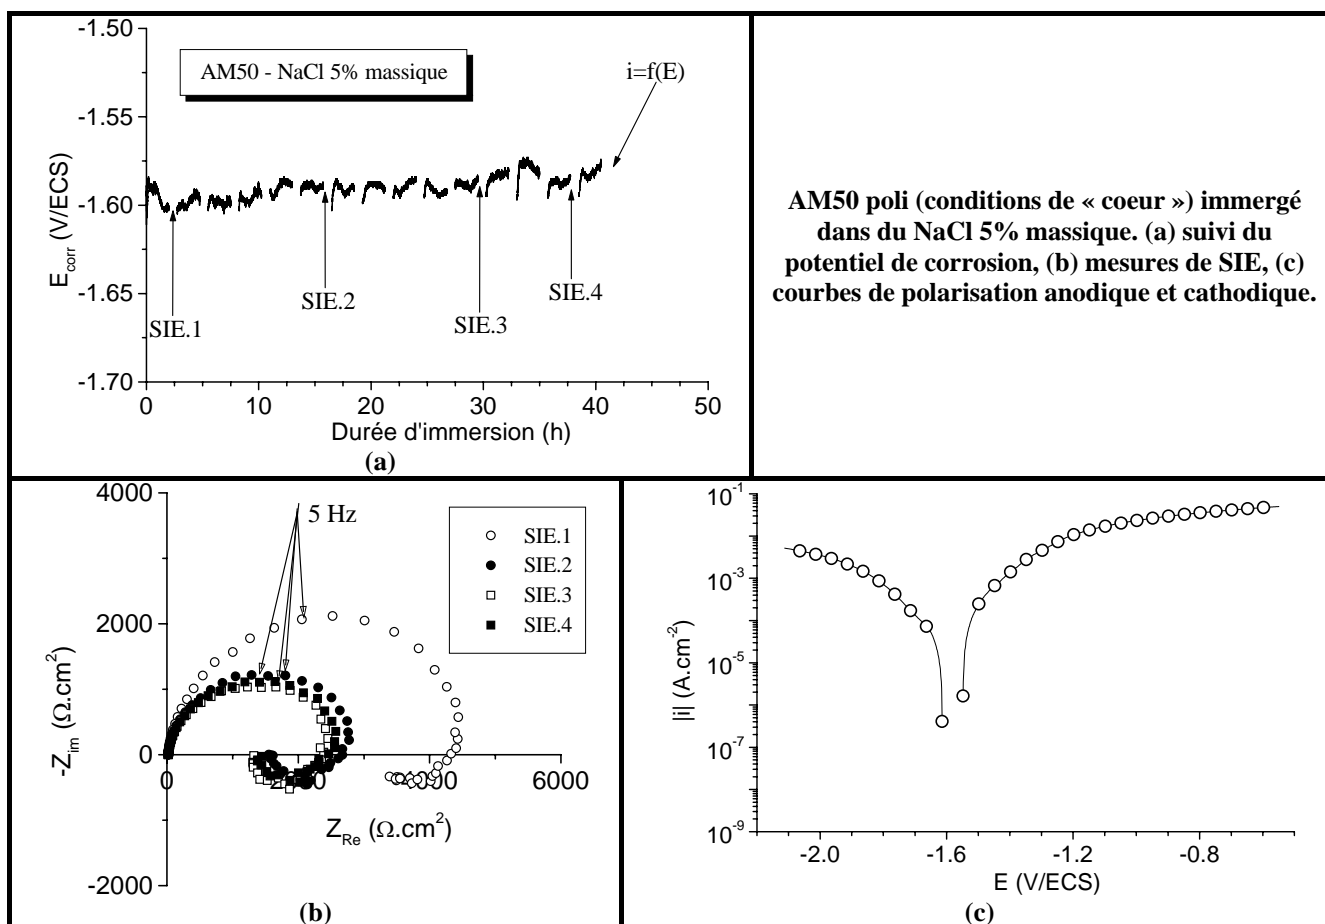 -1.50
-1.55
-1.60
-1.65
-1.70
E_corr (V/ECS)
AM50 - NaCl 5% massique
i=f(E)
SIE.1
SIE.2
SIE.3
SIE.4
0 10 20 30 40 50
Durée d'immersion (h)
(a)
AM50 poli (conditions de « coeur ») immergé
dans du NaCl 5% massique. (a) suivi du
potentiel de corrosion, (b) mesures de SIE, (c)
courbes de polarisation anodique et cathodique.
4000
2000
0
-2000
-Z_im (Ω.cm²)
5 Hz
SIE.1
SIE.2
SIE.3
SIE.4
0 6000
Z_Re (Ω.cm²)
(b)
10^-1
10^-3
10^-5
10^-7
10^-9
|i| (A.cm^-2)
-2.0 -1.6 -1.2 -0.8
E (V/ECS)
(c)